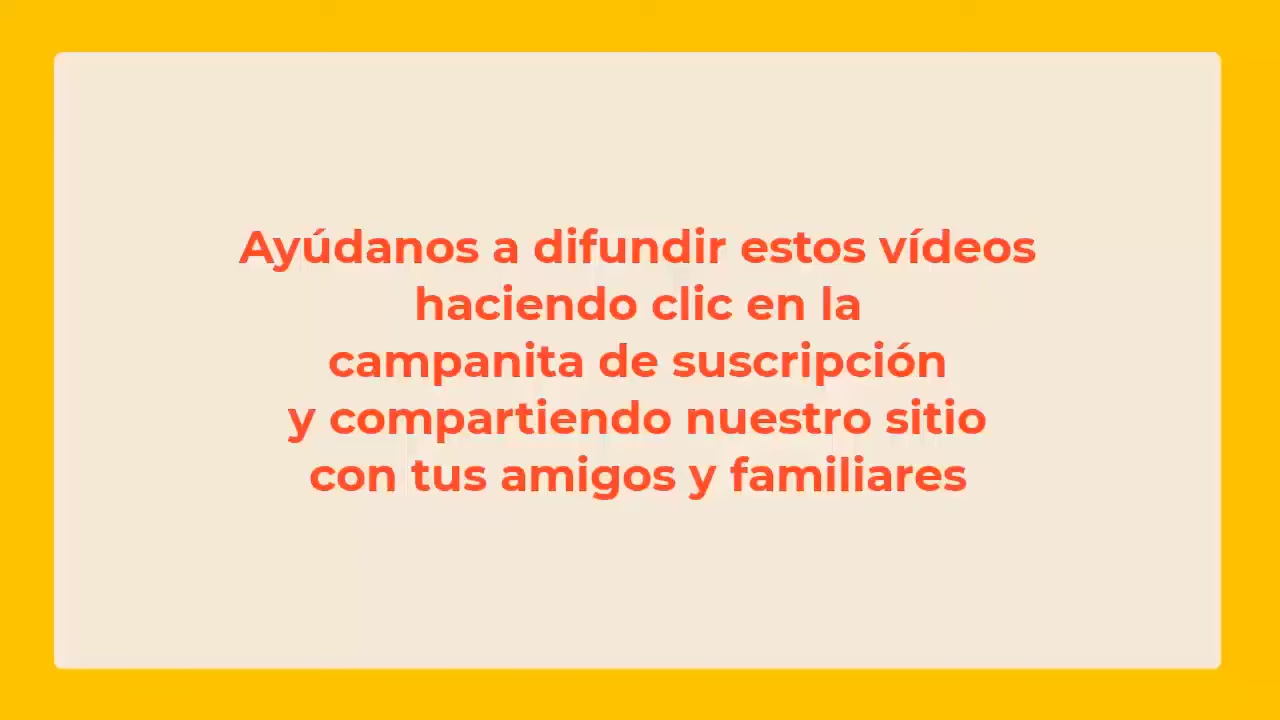 Ayúdanos a difundir estos vídeos
haciendo clic en la
campanita de suscripción
y compartiendo nuestro sitio
con tus amigos y familiares